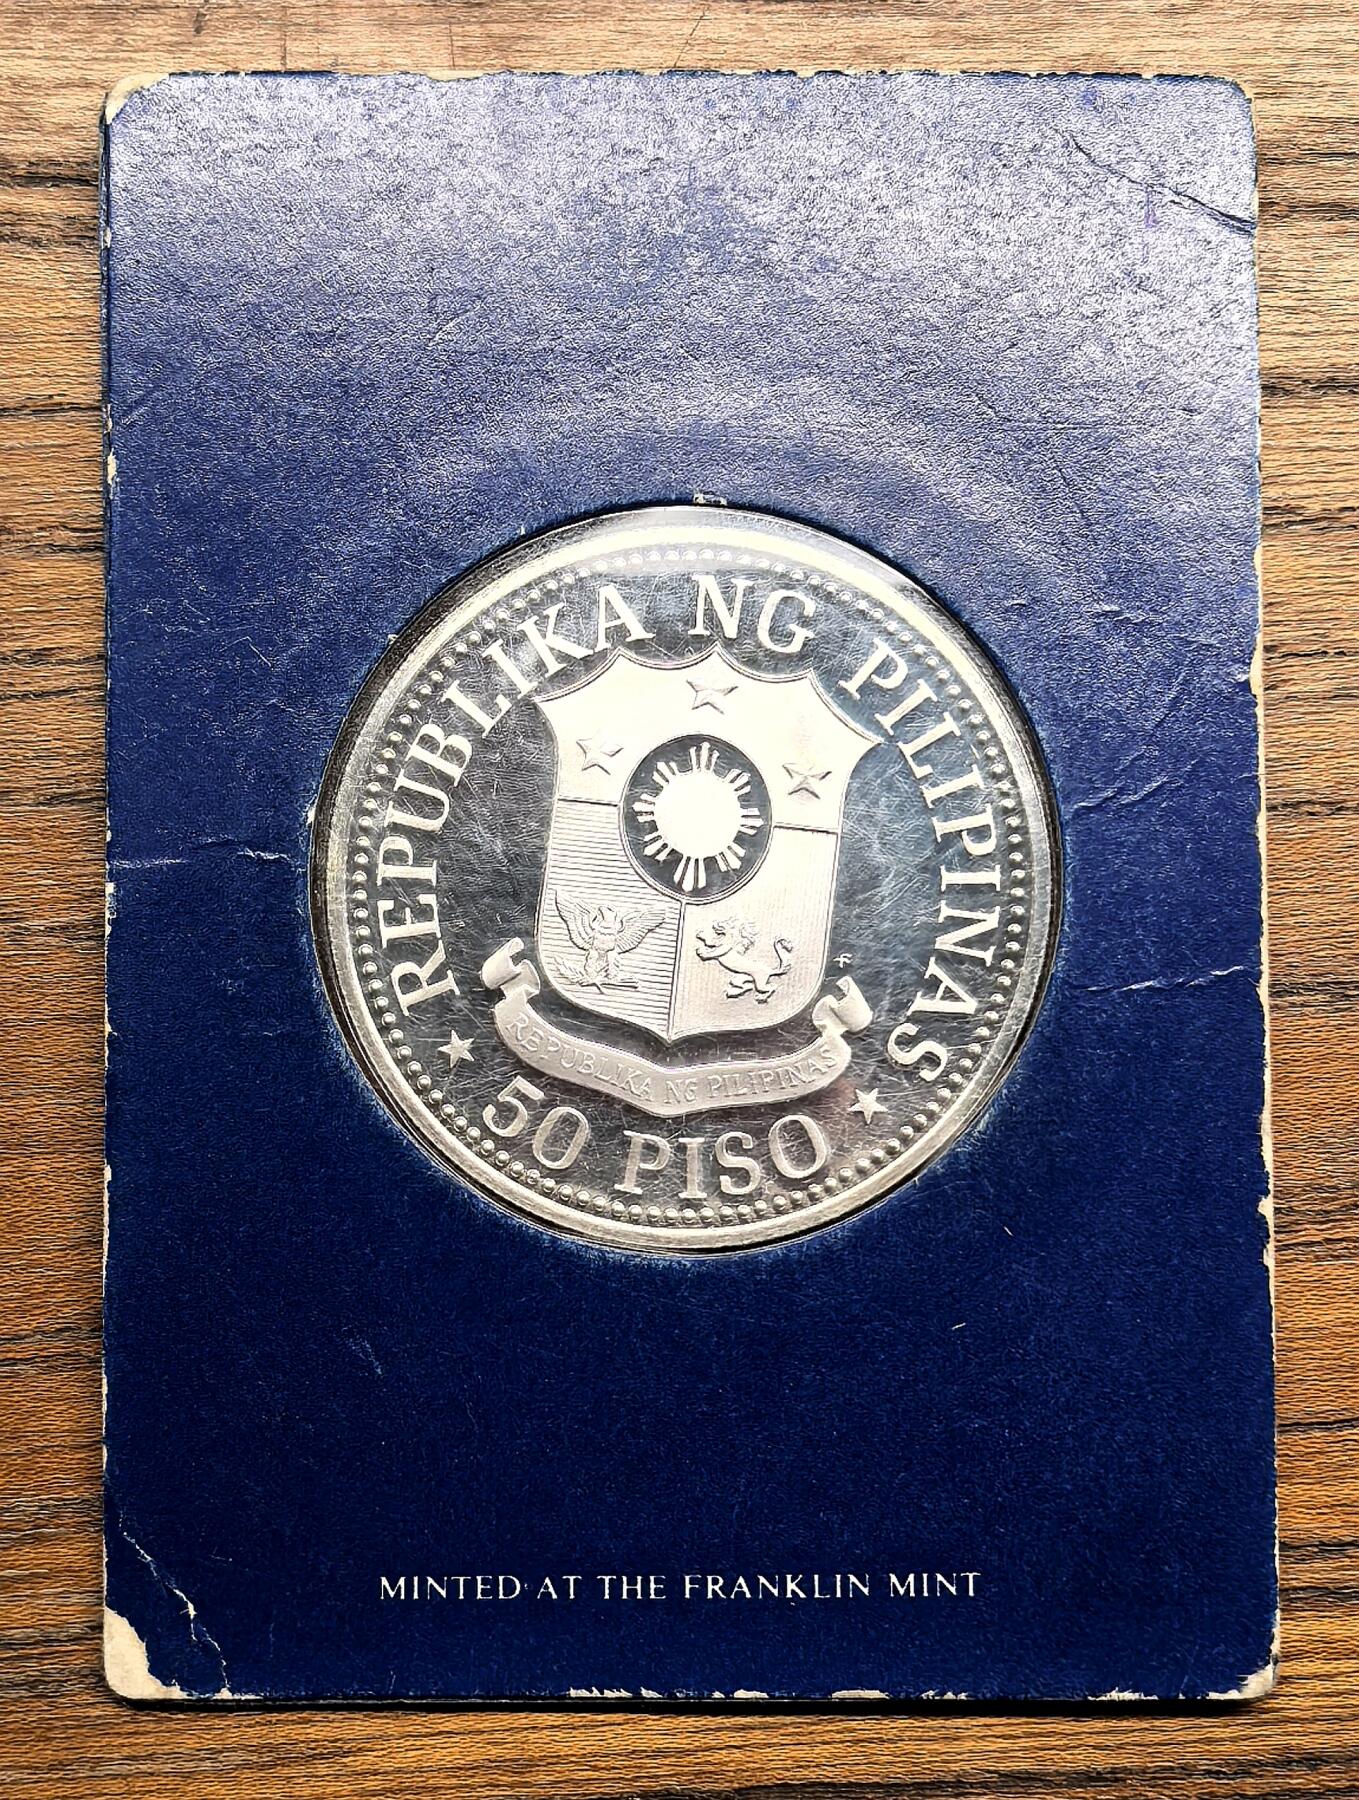 REPUBLIKA NG PILIPINAS
REPUBLIKA NG PILIPINAS
50 PISO
MINTED AT THE FRANKLIN MINT